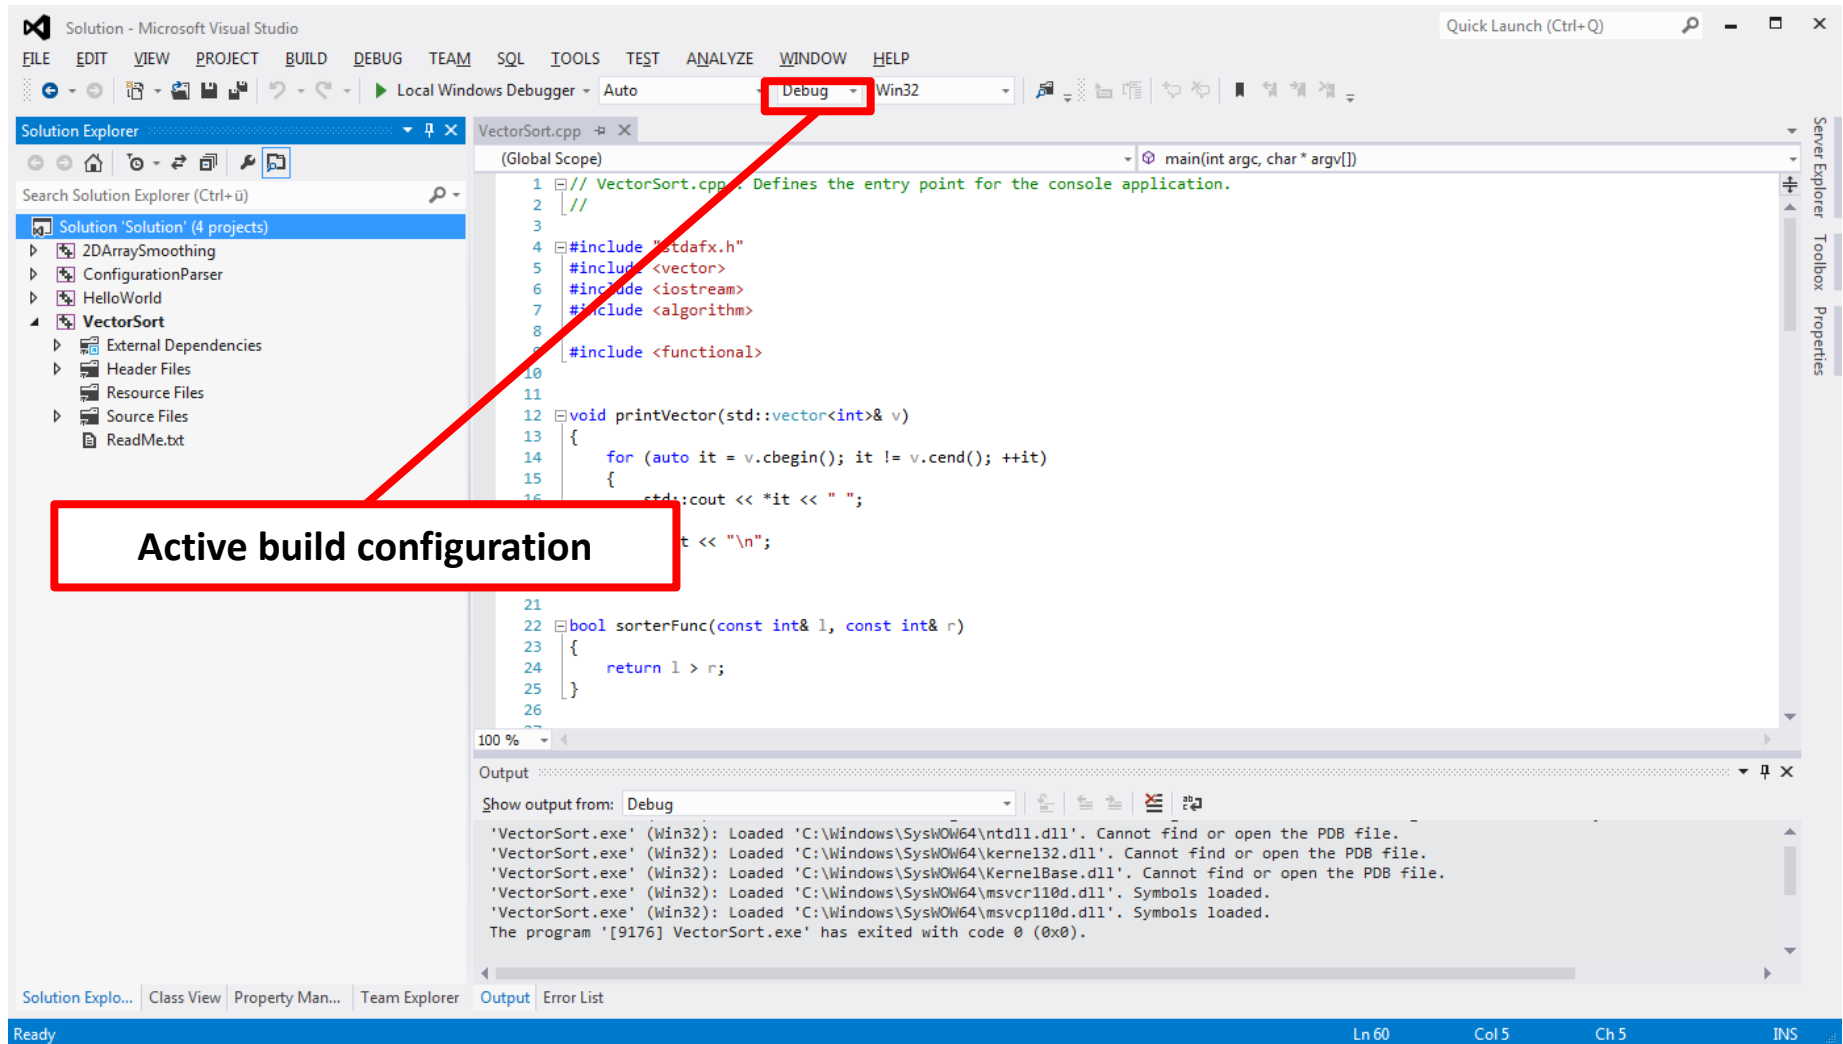 Solution - Microsoft Visual Studio
Quick Launch (Ctrl+Q)
FILE EDIT VIEW PROJECT BUILD DEBUG TEAM SQL TOOLS TEST ANALYZE WINDOW HELP
Local Windows Debugger Auto Debug Win32
Solution Explorer
Search Solution Explorer (Ctrl+ü)
Solution 'Solution' (4 projects)
2DArraySmoothing
ConfigurationParser
HelloWorld
VectorSort
External Dependencies
Header Files
Resource Files
Source Files
ReadMe.txt
Active build configuration
VectorSort.cpp
(Global Scope) main(int argc, char * argv[])
1 // VectorSort.cpp : Defines the entry point for the console application.
2 //
3
4 #include "stdafx.h"
5 #include <vector>
6 #include <iostream>
7 #include <algorithm>
8
9 #include <functional>
10
11
12 void printVector(std::vector<int>& v)
13 {
14 for (auto it = v.cbegin(); it != v.cend(); ++it)
15 {
16 std::cout << *it << " ";
t << "\n";
21
22 bool sorterFunc(const int& l, const int& r)
23 {
24 return l > r;
25 }
26
100 %
Output
Show output from: Debug
'VectorSort.exe' (Win32): Loaded 'C:\Windows\SysWOW64\ntdll.dll'. Cannot find or open the PDB file.
'VectorSort.exe' (Win32): Loaded 'C:\Windows\SysWOW64\kernel32.dll'. Cannot find or open the PDB file.
'VectorSort.exe' (Win32): Loaded 'C:\Windows\SysWOW64\KernelBase.dll'. Cannot find or open the PDB file.
'VectorSort.exe' (Win32): Loaded 'C:\Windows\SysWOW64\msvcr110d.dll'. Symbols loaded.
'VectorSort.exe' (Win32): Loaded 'C:\Windows\SysWOW64\msvcp110d.dll'. Symbols loaded.
The program '[9176] VectorSort.exe' has exited with code 0 (0x0).
Solution Explo... Class View Property Man... Team Explorer
Output Error List
Server Explorer
Toolbox
Properties
Ready Ln 60 Col 5 Ch 5 INS